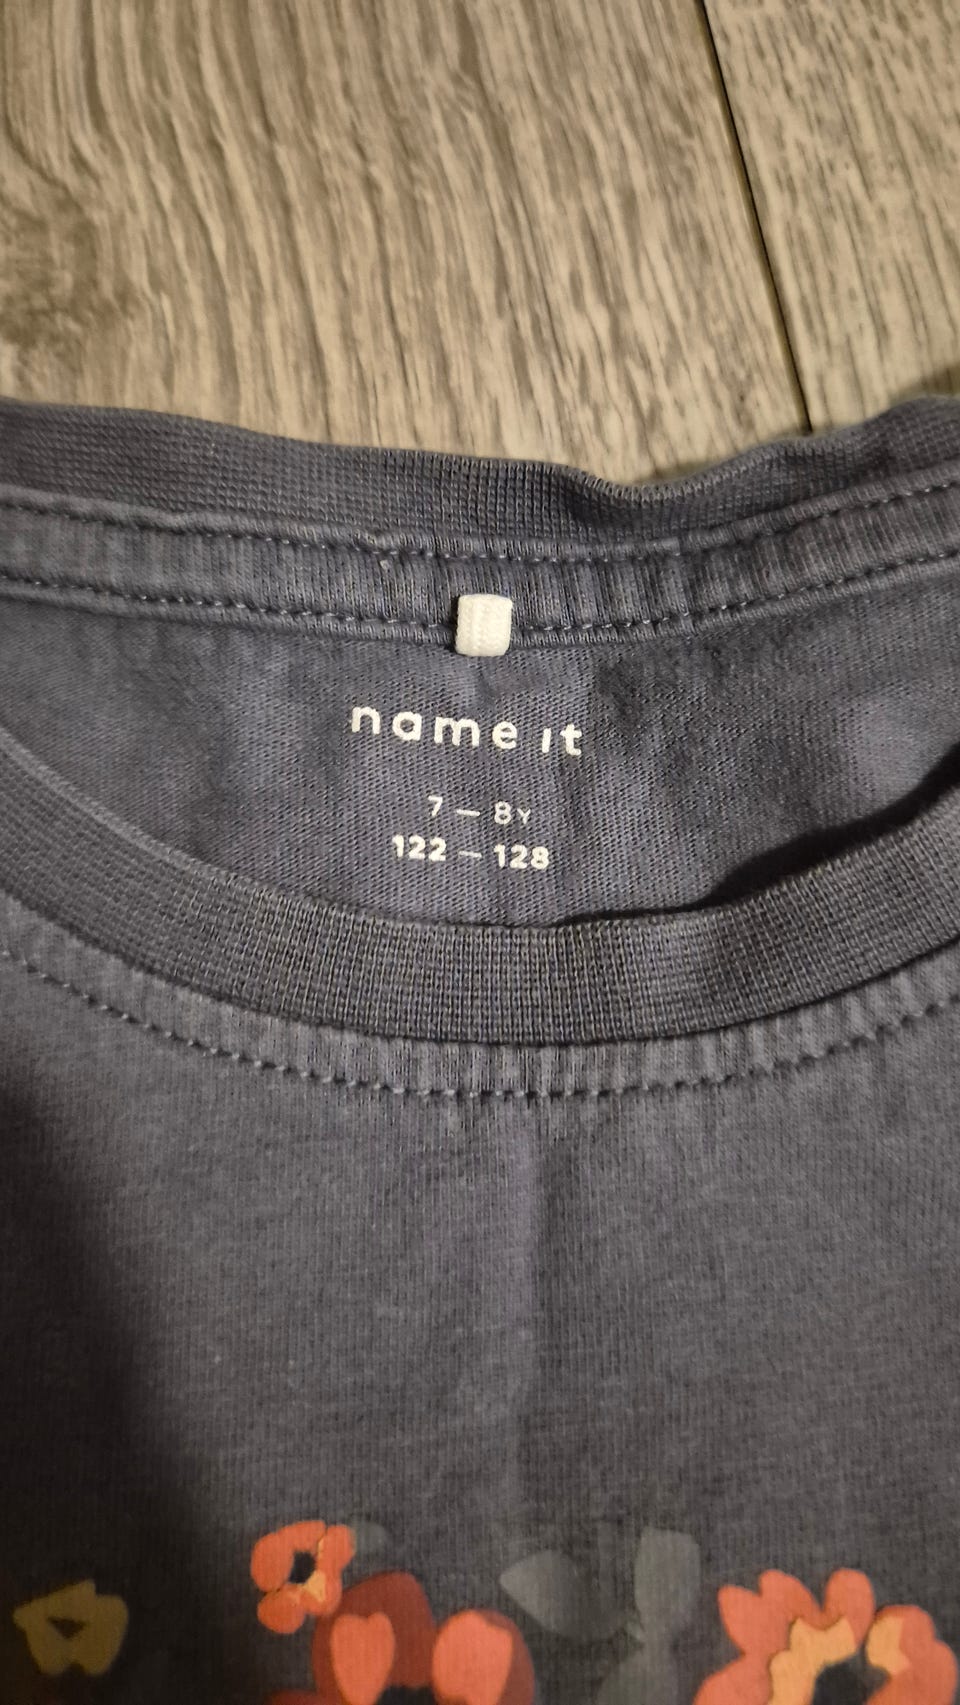 name it
7 – 8Y
122 – 128